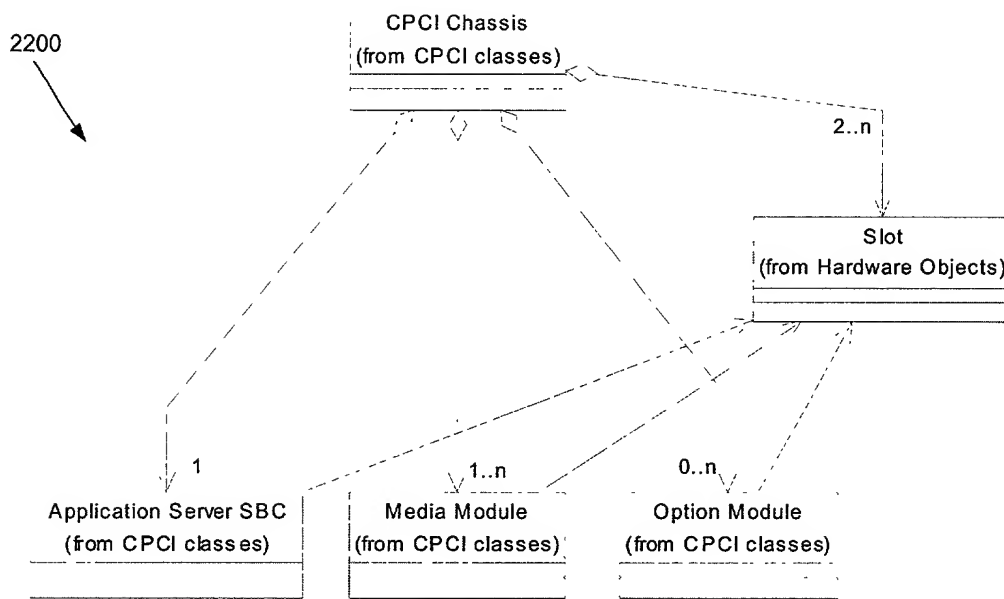 2200
CPCI Chassis
(from CPCI classes)
2..n
Slot
(from Hardware Objects)
1
1..n
0..n
Application Server SBC
(from CPCI classes)
Media Module
(from CPCI classes)
Option Module
(from CPCI classes)